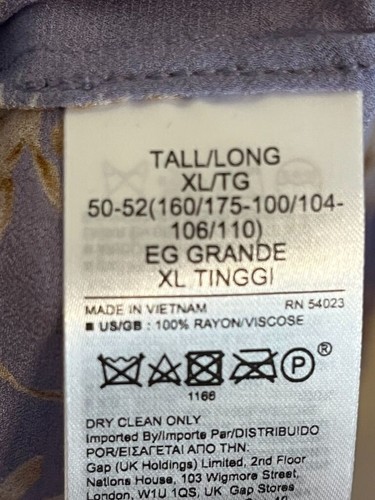 TALL/LONG
XL/TG
50-52(160/175-100/104-
106/110)
EG GRANDE
XL TINGGI
MADE IN VIETNAM RN 54023
■ US/GB : 100% RAYON/VISCOSE
P ®
1166
DRY CLEAN ONLY
Imported By/Importe Par/DISTRIBUIDO
POR/ΕΙΣΑΓΕΤΑΙ ΑΠΟ ΤΗΝ:
Gap (UK Holdings) Limited, 2nd Floor
Nations House, 103 Wigmore Street,
London, W1U 1QS, UK Gap Stores